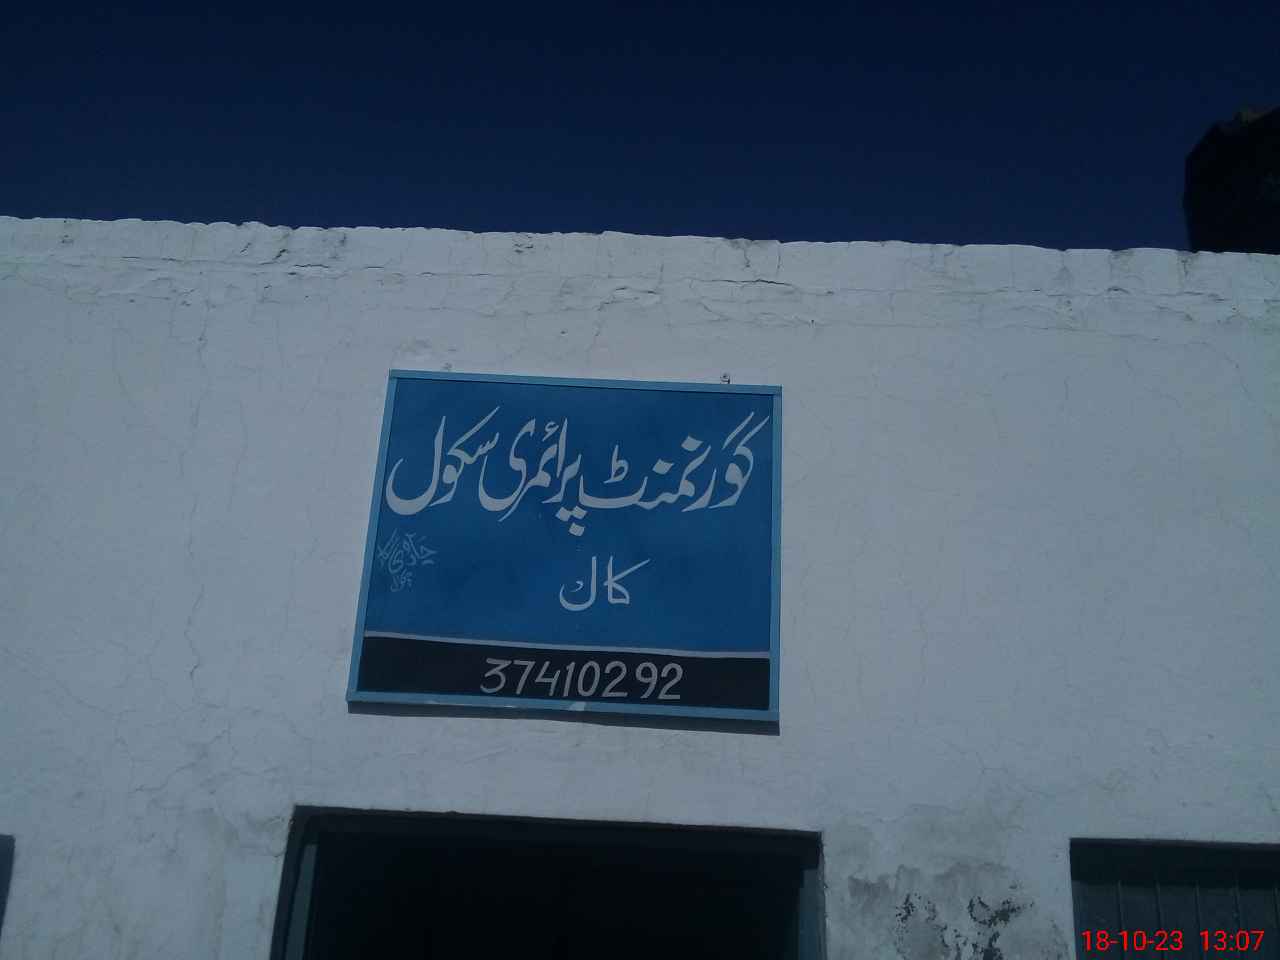 گورنمنٹ پرائمری سکول
کال
37410292
18-10-23 13:07